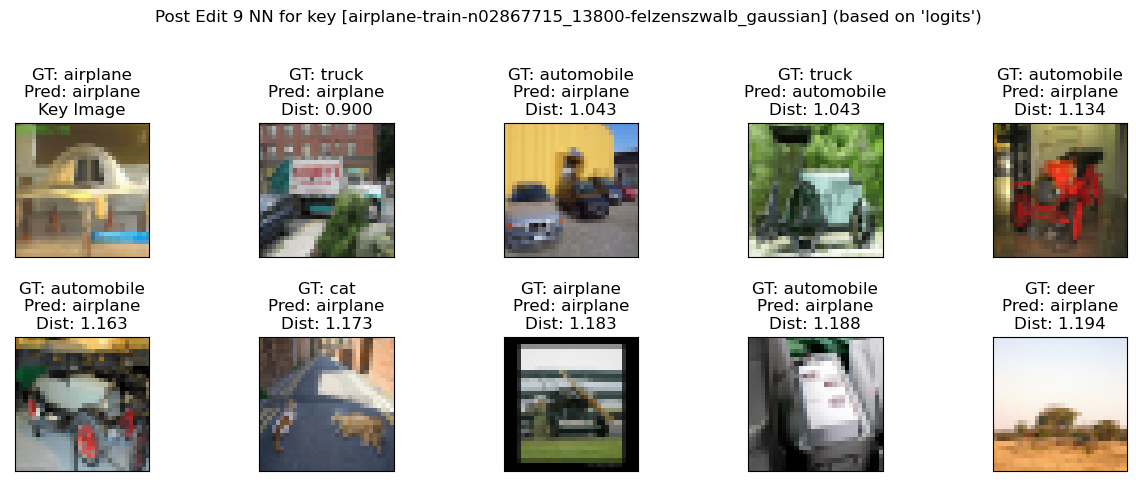 Post Edit 9 NN for key [airplane-train-n02867715_13800-felzenszwalb_gaussian] (based on 'logits')
GT: airplane
Pred: airplane
Key Image
GT: truck
Pred: airplane
Dist: 0.900
GT: automobile
Pred: airplane
Dist: 1.043
GT: truck
Pred: automobile
Dist: 1.043
GT: automobile
Pred: airplane
Dist: 1.134
GT: automobile
Pred: airplane
Dist: 1.163
GT: cat
Pred: airplane
Dist: 1.173
GT: airplane
Pred: airplane
Dist: 1.183
GT: automobile
Pred: airplane
Dist: 1.188
GT: deer
Pred: airplane
Dist: 1.194